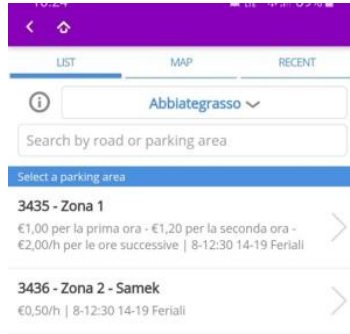 LIST MAP RECENT
Abbiategrasso
Search by road or parking area
Select a parking area
3435 - Zona 1
€1,00 per la prima ora - €1,20 per la seconda ora -
€2,00/h per le ore successive | 8-12:30 14-19 Feriali
3436 - Zona 2 - Samek
€0,50/h | 8-12:30 14-19 Feriali